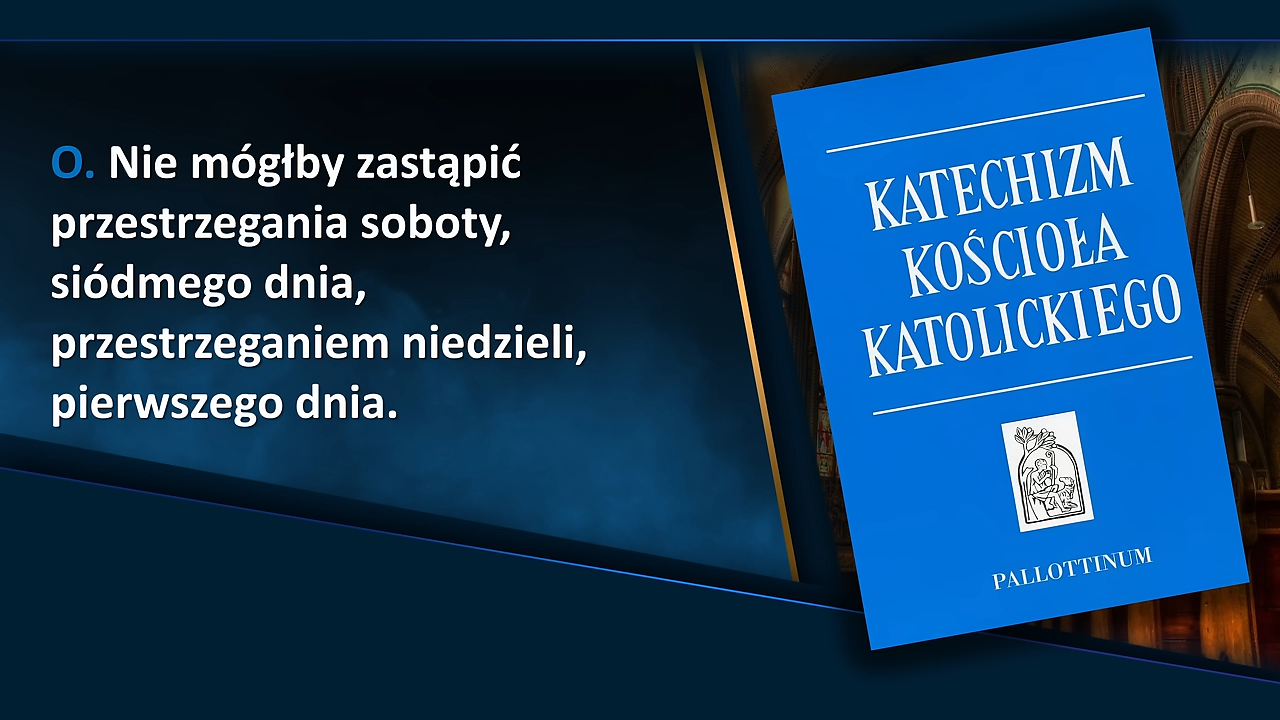 O. Nie mógłby zastąpić
przestrzegania soboty,
siódmego dnia,
przestrzeganiem niedzieli,
pierwszego dnia.
KATECHIZM
KOŚCIOŁA
KATOLICKIEGO
PALLOTTINUM